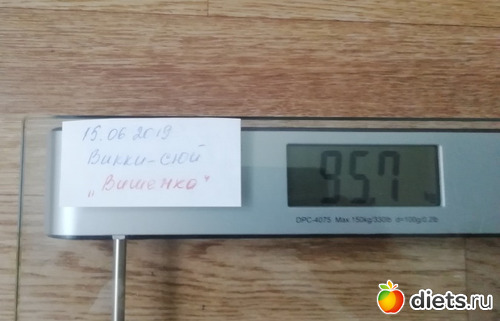 15.06.2019
Викки-сюй
„Вишенка"
95.7
DPC-4075 Max.150kg/330lb d=100g/0.2lb
diets.ru